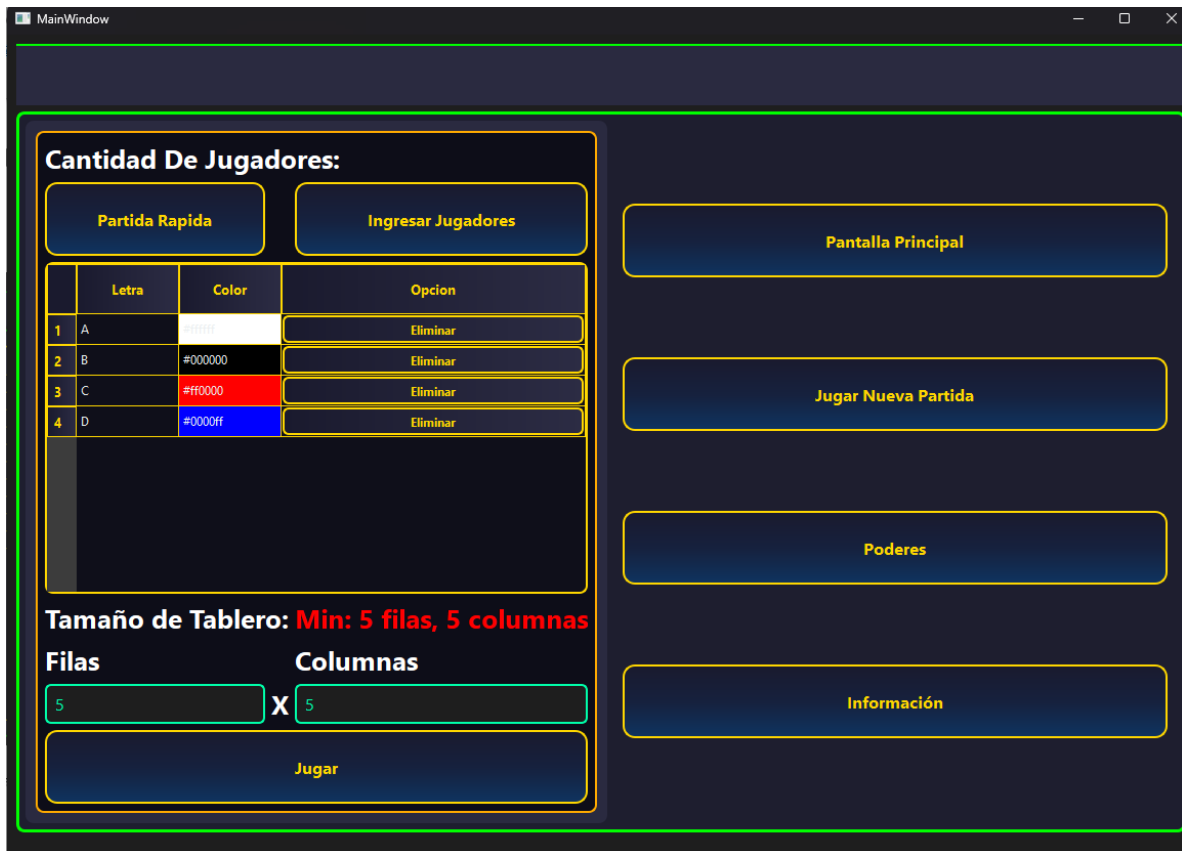 MainWindow
Cantidad De Jugadores:
Partida Rapida
Ingresar Jugadores
Letra Color Opcion
1 A #ffffff Eliminar
2 B #000000 Eliminar
3 C #ff0000 Eliminar
4 D #0000ff Eliminar
Tamaño de Tablero: Min: 5 filas, 5 columnas
Filas Columnas
5 X 5
Jugar
Pantalla Principal
Jugar Nueva Partida
Poderes
Información